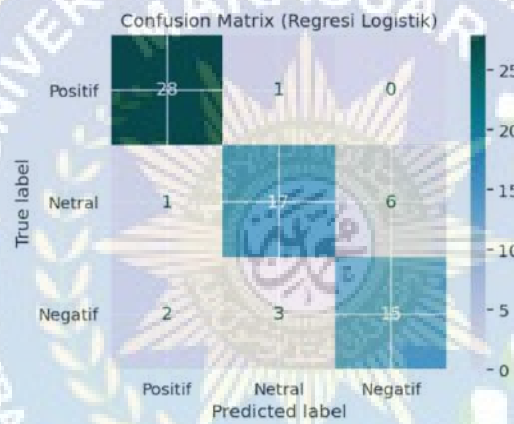 Confusion Matrix (Regresi Logistik)
Positif 28 1 0
Netral 1 17 6
Negatif 2 3 15
Positif Netral Negatif
Predicted label
True label
25
20
15
10
5
0